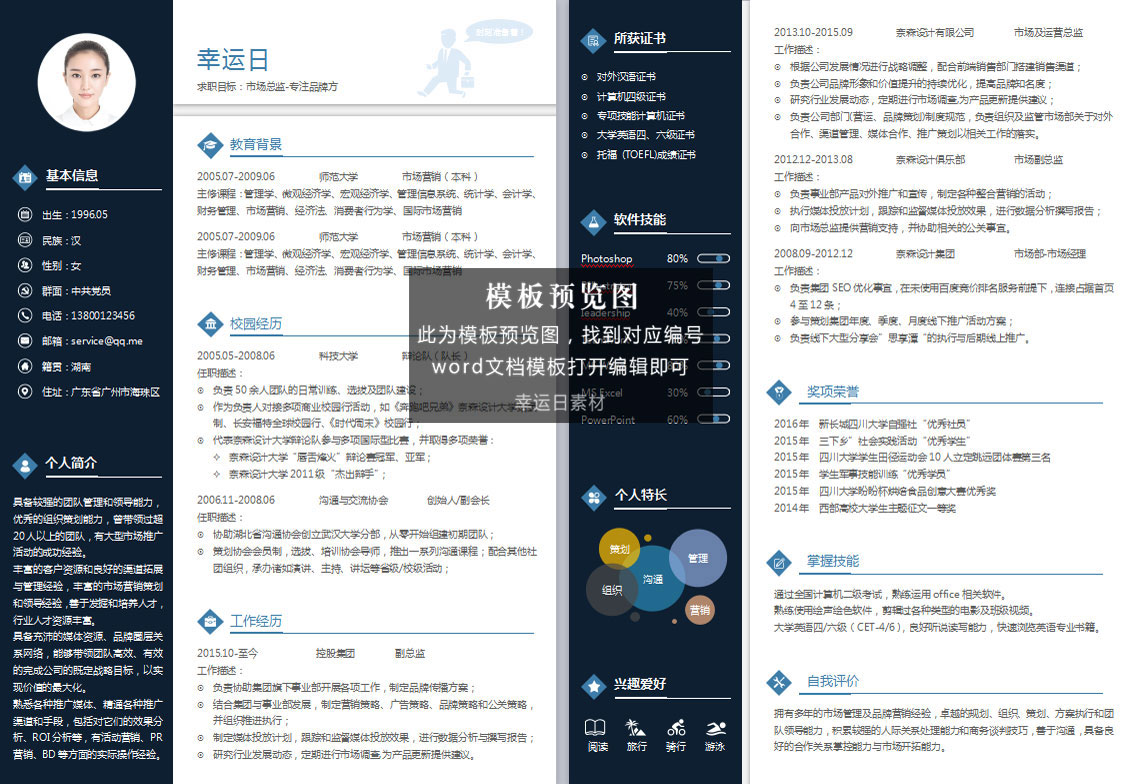 基本信息
出生：1996.05
民族：汉
性别：女
群面：中共党员
电话：13800123456
邮箱：service@qq.me
籍贯：湖南
住址：广东省广州市海珠区
个人简介
具备较强的团队管理和领导能力，
优秀的组织策划能力，曾带领过超
20人以上的团队，有大型市场推广
活动的成功经验。
丰富的客户资源和良好的渠道拓展
与管理经验，丰富的市场营销策划
和领导经验，善于发掘和培养人才，
行业人才资源丰富。
具备充沛的媒体资源、品牌圈层关
系网络，能够带领团队高效、有效
的完成公司的既定战略目标，以实
现价值的最大化。
熟悉各种推广媒体、精通各种推广
渠道和手段，包括对它们的效果分
析、ROI分析等，有活动营销、PR
营销、BD等方面的实际操作经验。
幸运日
求职目标：市场总监-专注品牌方
时刻准备着！
教育背景
2005.07-2009.06 师范大学 市场营销（本科）
主修课程：管理学、微观经济学、宏观经济学、管理信息系统、统计学、会计学、
财务管理、市场营销、经济法、消费者行为学、国际市场营销
2005.07-2009.06 师范大学 市场营销（本科）
主修课程：管理学、微观经济学、宏观经济学、管理信息系统、统计学、会计学、
财务管理、市场营销、经济法、消费者行为学、国际市场营销
校园经历
2005.05-2008.06 科技大学 辩论队（队长）
任职描述：
负责50余人团队的日常训练、选拔及团队建设；
作为负责人对接多项商业校园行活动，如《奔跑吧兄弟》奈森设计大学
制、长安福特全球校园行、《时代周末》校园行；
代表奈森设计大学辩论队参与多项国际型比赛，并取得多项荣誉：
奈森设计大学“唇舌烽火”辩论赛冠军、亚军；
奈森设计大学2011级“杰出辩手”；
2006.11-2008.06 沟通与交流协会 创始人/副会长
任职描述：
协助湖北省沟通协会创立武汉大学分部，从零开始组建初期团队；
策划协会会员制，选拔、培训协会导师，推出一系列沟通课程；配合其他社
团组织，承办诸如演讲、主持、讲坛等省级/校级活动；
工作经历
2015.10-至今 控股集团 副总监
工作描述：
负责协助集团旗下事业部开展各项工作，制定品牌传播方案；
结合集团与事业部发展，制定营销策略、广告策略、品牌策略和公关策略，
并组织推进执行；
制定媒体投放计划，跟踪和监督媒体投放效果，进行数据分析与撰写报告；
研究行业发展动态，定期进行市场调查,为产品更新提供建议。
所获证书
对外汉语证书
计算机四级证书
专项技能计算机证书
大学英语四、六级证书
托福（TOEFL)成绩证书
软件技能
Photoshop 80%
75%
leadership 40%
MS Excel 30%
PowerPoint 60%
模板预览图
此为模板预览图，找到对应编号
word文档模板打开编辑即可
幸运日素材
个人特长
策划
管理
沟通
组织
营销
兴趣爱好
阅读 旅行 骑行 游泳
2013.10-2015.09 奈森设计有限公司 市场及运营总监
工作描述：
根据公司发展情况进行战略调整，配合前端销售部门搭建销售渠道；
负责公司品牌形象和价值提升的持续优化，提高品牌知名度；
研究行业发展动态，定期进行市场调查,为产品更新提供建议；
负责公司部门(营运、品牌策划)制度规范，负责组织及监管市场部关于对外
合作、渠道管理、媒体合作、推广策划以相关工作的落实。
2012.12-2013.08 奈森设计俱乐部 市场副总监
工作描述：
负责事业部产品对外推广和宣传，制定各种整合营销的活动；
执行媒体投放计划，跟踪和监督媒体投放效果，进行数据分析撰写报告；
向市场总监提供营销支持，并协助相关的公关事宜。
2008.09-2012.12 奈森设计集团 市场部-市场经理
工作描述：
负责集团SEO优化事宜，在未使用百度竞价排名服务前提下，连接占据首页
4至12条；
参与策划集团年度、季度、月度线下推广活动方案；
负责线下大型分享会”思享潭“的执行与后期线上推广。
奖项荣誉
2016年 新长城四川大学自强社“优秀社员”
2015年 三下乡”社会实践活动“优秀学生”
2015年 四川大学学生田径运动会10人立定跳远团体赛第三名
2015年 学生军事技能训练“优秀学员”
2015年 四川大学盼盼杯烘焙食品创意大赛优秀奖
2014年 西部高校大学生主题征文一等奖
掌握技能
通过全国计算机二级考试，熟练运用office相关软件。
熟练使用绘声绘色软件，剪辑过各种类型的电影及班级视频。
大学英语四/六级（CET-4/6)，良好听说读写能力，快速浏览英语专业书籍。
自我评价
拥有多年的市场管理及品牌营销经验，卓越的规划、组织、策划、方案执行和团
队领导能力，积累较强的人际关系处理能力和商务谈判技巧，善于沟通，具备良
好的合作关系掌控能力与市场开拓能力。